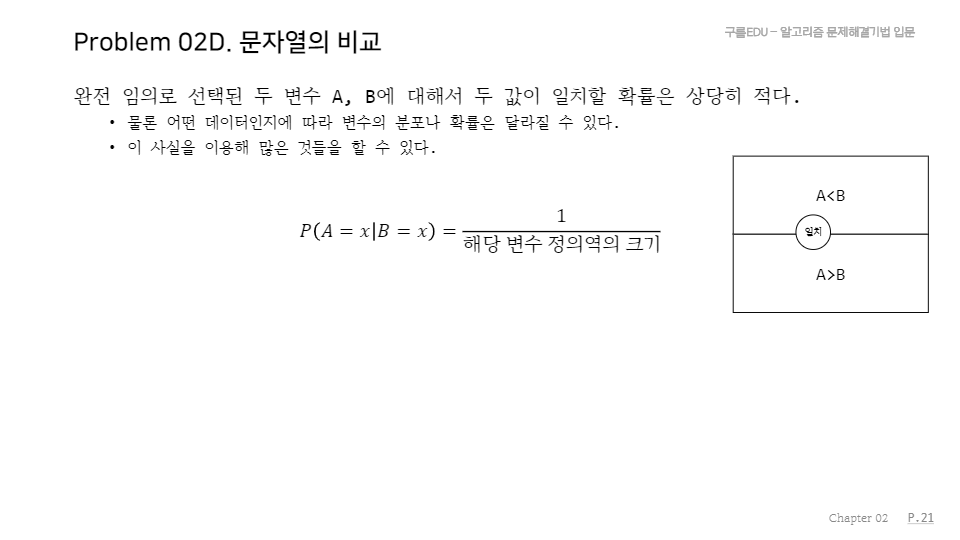 Problem 02D. 문자열의 비교
구름EDU – 알고리즘 문제해결기법 입문
완전 임의로 선택된 두 변수 A, B에 대해서 두 값이 일치할 확률은 상당히 적다.
• 물론 어떤 데이터인지에 따라 변수의 분포나 확률은 달라질 수 있다.
• 이 사실을 이용해 많은 것들을 할 수 있다.
P(A = x|B = x) = 1 / 해당 변수 정의역의 크기
A<B
일치
A>B
Chapter 02 P.21